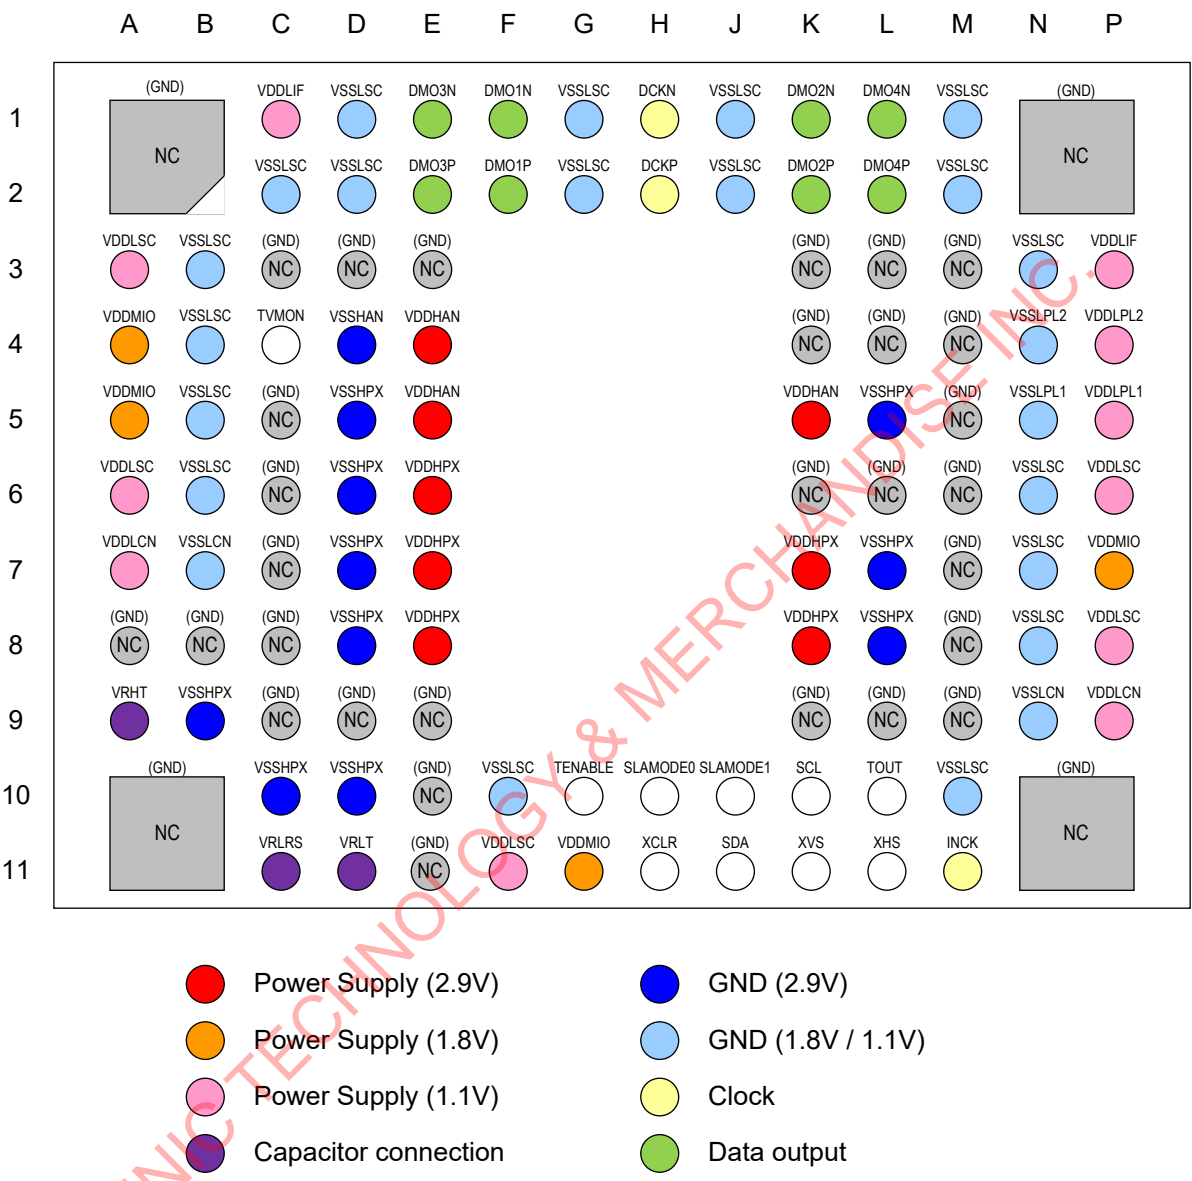 A B C D E F G H J K L M N P
(GND) VDDLIF VSSLSC DMO3N DMO1N VSSLSC DCKN VSSLSC DMO2N DMO4N VSSLSC (GND)
1
NC NC
VSSLSC VSSLSC DMO3P DMO1P VSSLSC DCKP VSSLSC DMO2P DMO4P VSSLSC
2
VDDLSC VSSLSC (GND) (GND) (GND) (GND) (GND) (GND) VSSLSC VDDLIF
3 NC NC NC NC NC NC
VDDMIO VSSLSC TVMON VSSHAN VDDHAN (GND) (GND) (GND) VSSLPL2 VDDLPL2
4 NC NC NC
VDDMIO VSSLSC (GND) VSSHPX VDDHAN VDDHAN VSSHPX (GND) VSSLPL1 VDDLPL1
5 NC NC
VDDLSC VSSLSC (GND) VSSHPX VDDHPX (GND) (GND) (GND) VSSLSC VDDLSC
6 NC NC NC NC
VDDLCN VSSLCN (GND) VSSHPX VDDHPX VDDHPX VSSHPX (GND) VSSLSC VDDMIO
7 NC NC
(GND) (GND) (GND) VSSHPX VDDHPX VDDHPX VSSHPX (GND) VSSLSC VDDLSC
8 NC NC NC NC
VRHT VSSHPX (GND) (GND) (GND) (GND) (GND) (GND) VSSLCN VDDLCN
9 NC NC NC NC NC NC
(GND) VSSHPX VSSHPX (GND) VSSLSC TENABLE SLAMODE0 SLAMODE1 SCL TOUT VSSLSC (GND)
10 NC
NC NC
VRLRS VRLT (GND) VDDLSC VDDMIO XCLR SDA XVS XHS INCK
11 NC
Power Supply (2.9V) GND (2.9V)
Power Supply (1.8V) GND (1.8V / 1.1V)
Power Supply (1.1V) Clock
Capacitor connection Data output
NIC TECHNOLOGY & MERCHANDISE INC.